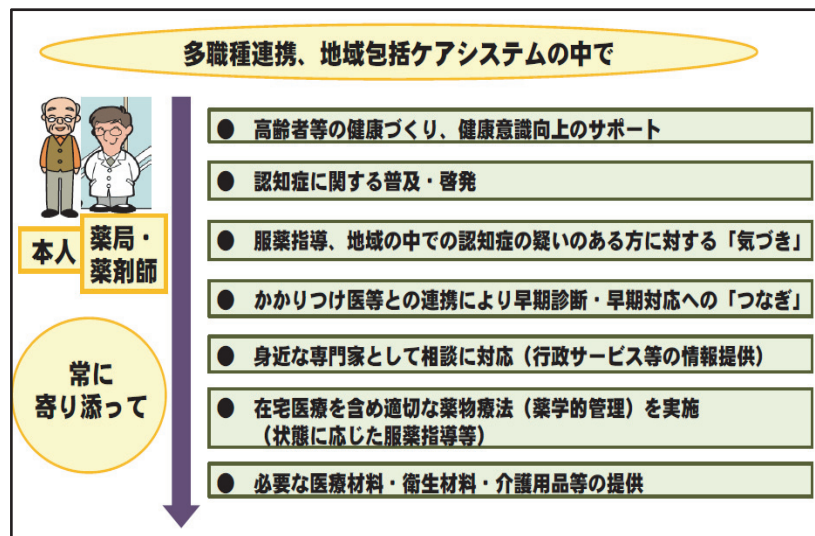 多職種連携、地域包括ケアシステムの中で
本人
薬局・
薬剤師
常に
寄り添って
● 高齢者等の健康づくり、健康意識向上のサポート
● 認知症に関する普及・啓発
● 服薬指導、地域の中での認知症の疑いのある方に対する「気づき」
● かかりつけ医等との連携により早期診断・早期対応への「つなぎ」
● 身近な専門家として相談に対応（行政サービス等の情報提供）
● 在宅医療を含め適切な薬物療法（薬学的管理）を実施
（状態に応じた服薬指導等）
● 必要な医療材料・衛生材料・介護用品等の提供